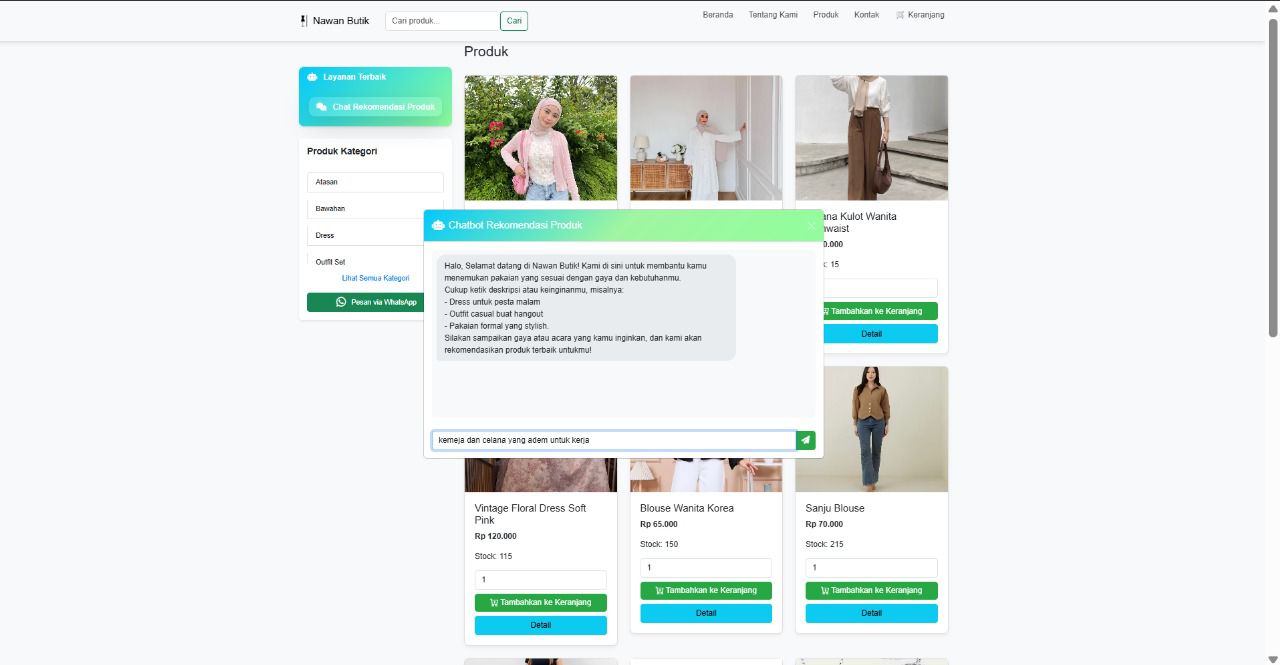 Nawan Butik
Cari produk...
Cari
Beranda
Tentang Kami
Produk
Kontak
Keranjang
Produk
Layanan Terbaik
Chat Rekomendasi Produk
Produk Kategori
Atasan
Bawahan
Dress
Outfit Set
Lihat Semua Kategori
Pesan via WhatsApp
Chatbot Rekomendasi Produk
Halo, Selamat datang di Nawan Butik! Kami di sini untuk membantu kamu
menemukan pakaian yang sesuai dengan gaya dan kebutuhanmu.
Cukup ketik deskripsi atau keinginanmu, misalnya:
- Dress untuk pesta malam
- Outfit casual buat hangout
- Pakaian formal yang stylish.
Silakan sampaikan gaya atau acara yang kamu inginkan, dan kami akan
rekomendasikan produk terbaik untukmu!
kemeja dan celana yang adem untuk kerja
ana Kulot Wanita
waist
0.000
: 15
Tambahkan ke Keranjang
Detail
Vintage Floral Dress Soft
Pink
Rp 120.000
Stock: 115
1
Tambahkan ke Keranjang
Detail
Blouse Wanita Korea
Rp 65.000
Stock: 150
1
Tambahkan ke Keranjang
Detail
Sanju Blouse
Rp 70.000
Stock: 215
1
Tambahkan ke Keranjang
Detail